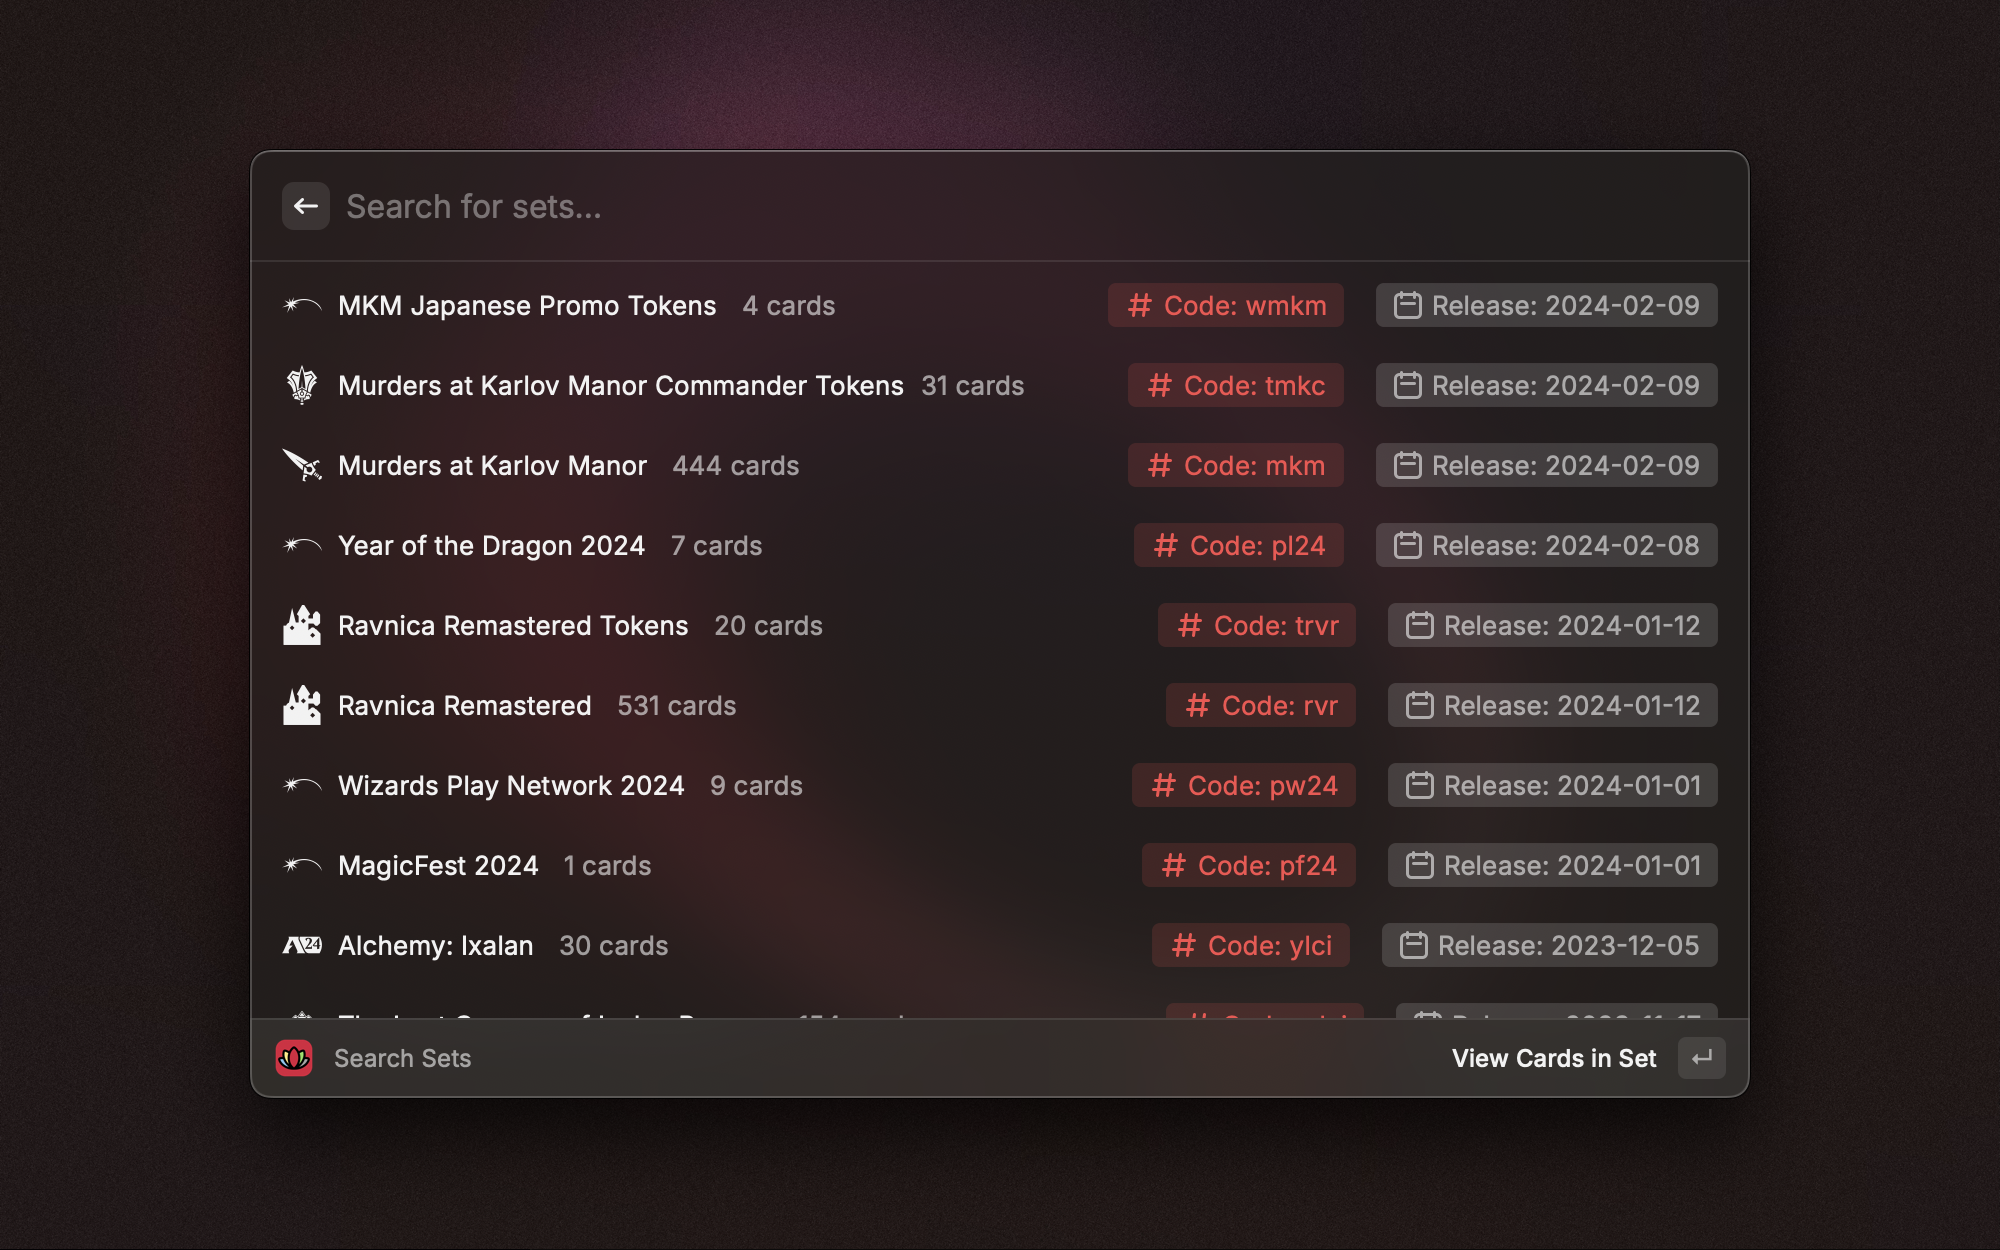 Search for sets...
MKM Japanese Promo Tokens 4 cards # Code: wmkm Release: 2024-02-09
Murders at Karlov Manor Commander Tokens 31 cards # Code: tmkc Release: 2024-02-09
Murders at Karlov Manor 444 cards # Code: mkm Release: 2024-02-09
Year of the Dragon 2024 7 cards # Code: pl24 Release: 2024-02-08
Ravnica Remastered Tokens 20 cards # Code: trvr Release: 2024-01-12
Ravnica Remastered 531 cards # Code: rvr Release: 2024-01-12
Wizards Play Network 2024 9 cards # Code: pw24 Release: 2024-01-01
MagicFest 2024 1 cards # Code: pf24 Release: 2024-01-01
A24 Alchemy: Ixalan 30 cards # Code: ylci Release: 2023-12-05
Search Sets View Cards in Set